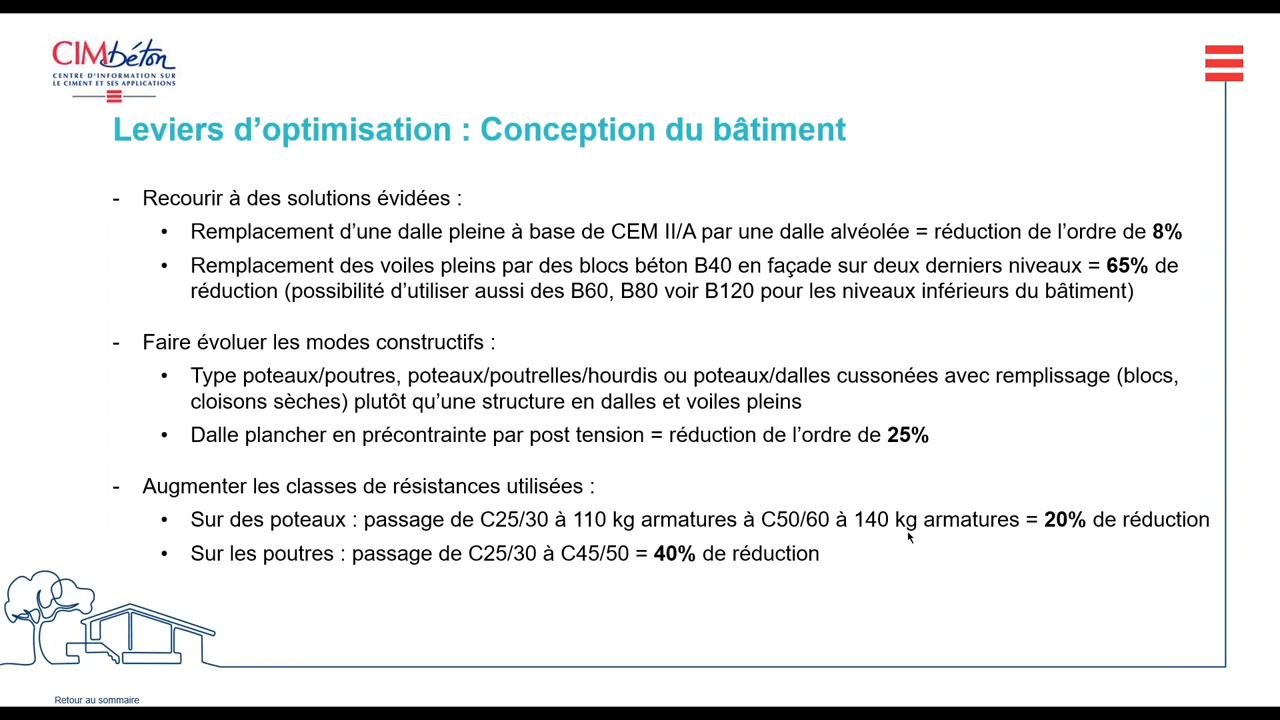 CIMbéton
CENTRE D'INFORMATION SUR
LE CIMENT ET SES APPLICATIONS
Leviers d'optimisation : Conception du bâtiment
- Recourir à des solutions évidées :
• Remplacement d'une dalle pleine à base de CEM II/A par une dalle alvéolée = réduction de l'ordre de 8%
• Remplacement des voiles pleins par des blocs béton B40 en façade sur deux derniers niveaux = 65% de
réduction (possibilité d'utiliser aussi des B60, B80 voir B120 pour les niveaux inférieurs du bâtiment)
- Faire évoluer les modes constructifs :
• Type poteaux/poutres, poteaux/poutrelles/hourdis ou poteaux/dalles cussonées avec remplissage (blocs,
cloisons sèches) plutôt qu'une structure en dalles et voiles pleins
• Dalle plancher en précontrainte par post tension = réduction de l'ordre de 25%
- Augmenter les classes de résistances utilisées :
• Sur des poteaux : passage de C25/30 à 110 kg armatures à C50/60 à 140 kg armatures = 20% de réduction
• Sur les poutres : passage de C25/30 à C45/50 = 40% de réduction
Retour au sommaire